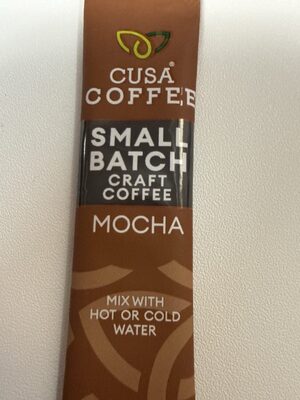 CUSA®
COFFEE
SMALL
BATCH
CRAFT
COFFEE
MOCHA
MIX WITH
HOT OR COLD
WATER